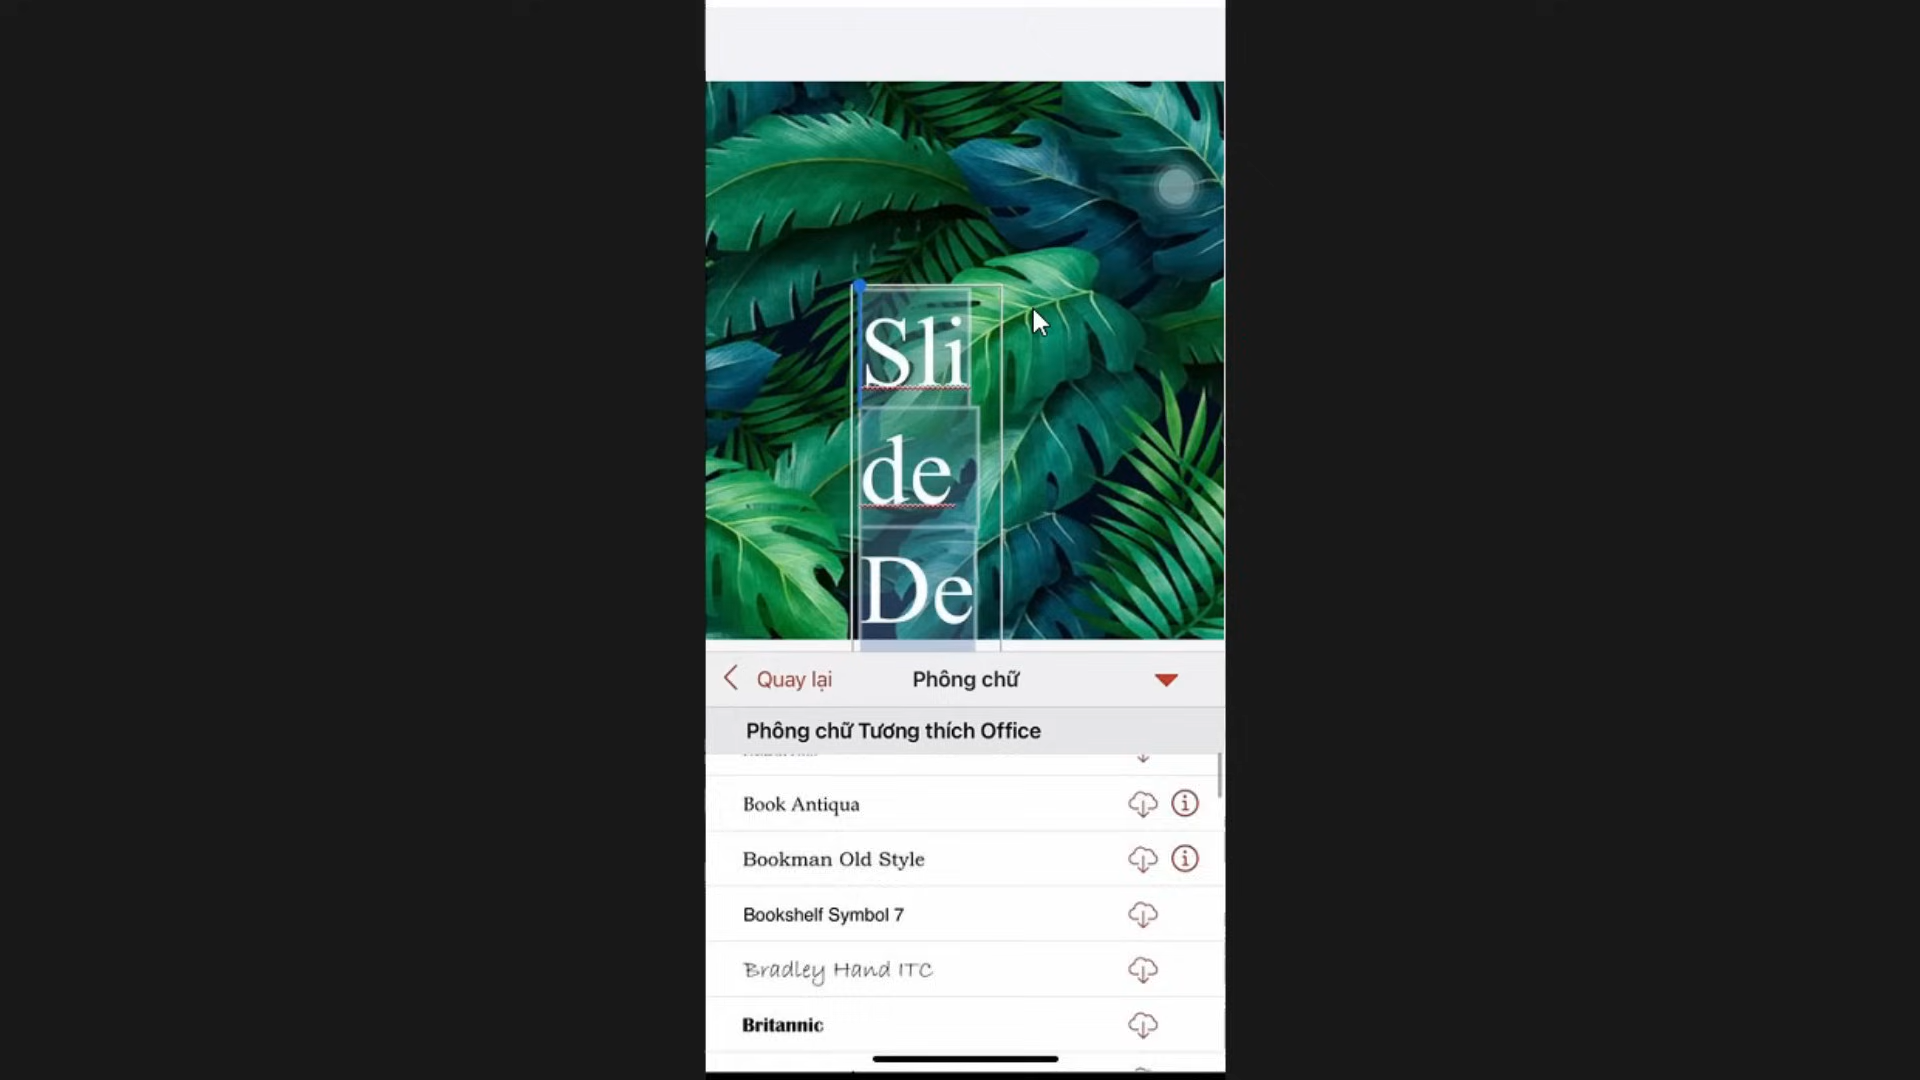 Sli
de
De
Quay lại
Phông chữ
Phông chữ Tương thích Office
Book Antiqua
Bookman Old Style
Bookshelf Symbol 7
Bradley Hand ITC
Britannic